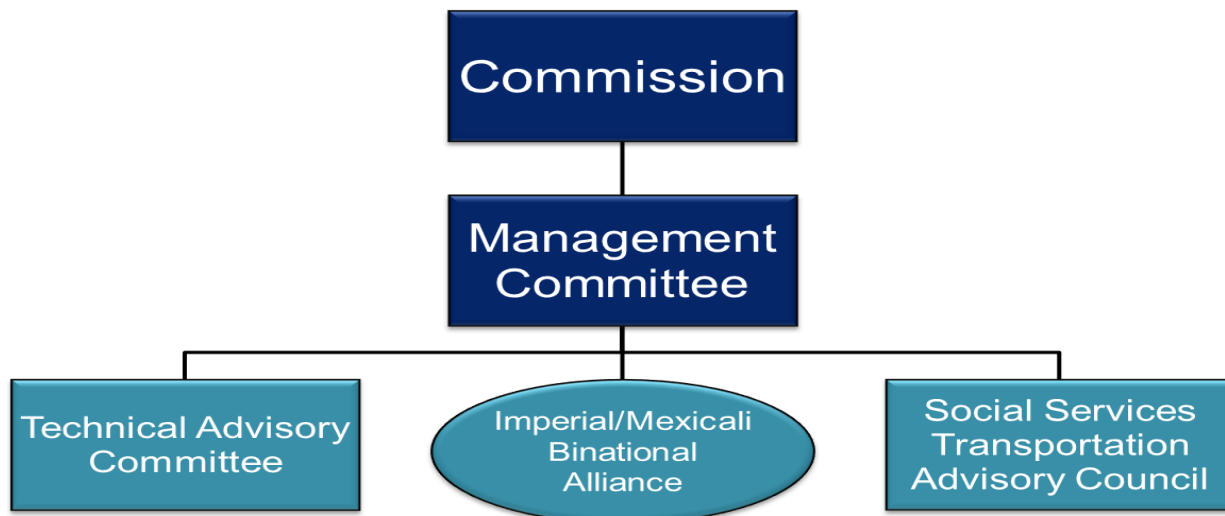 Commission
Management
Committee
Technical Advisory
Committee
Imperial/Mexicali
Binational
Alliance
Social Services
Transportation
Advisory Council